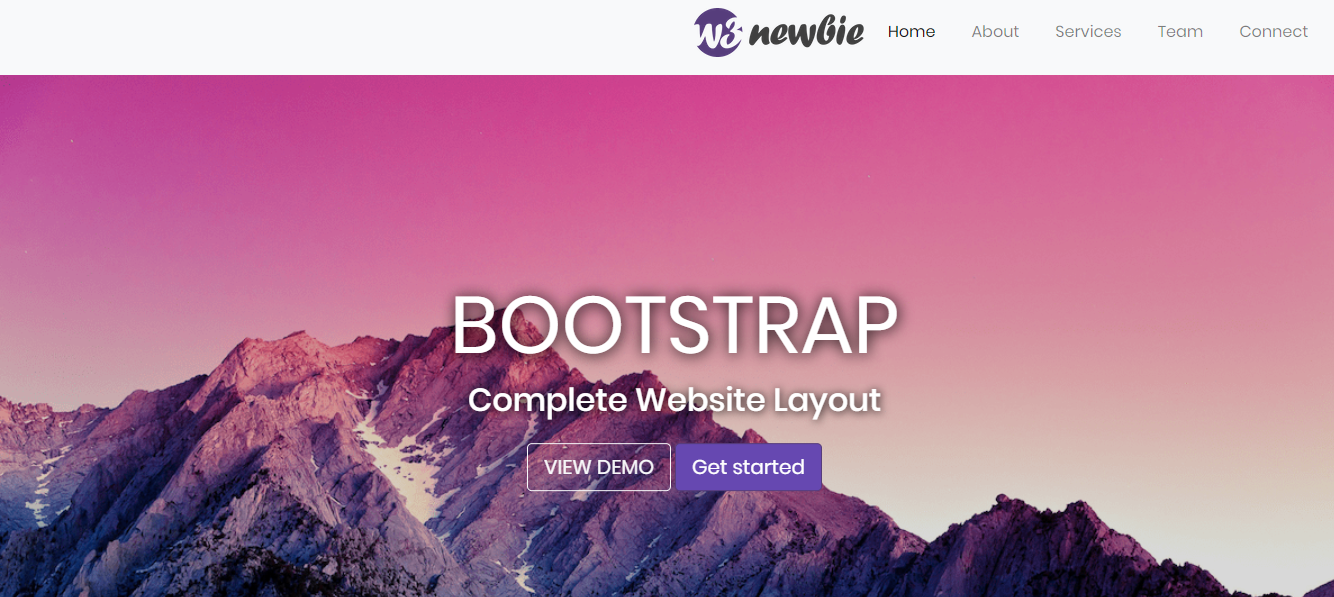 w3 newbie Home About Services Team Connect
BOOTSTRAP
Complete Website Layout
VIEW DEMO Get started